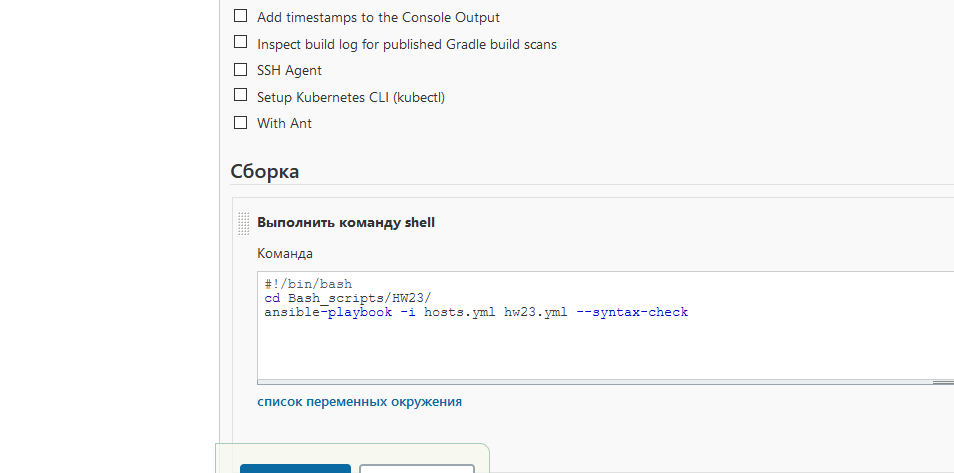 Add timestamps to the Console Output
Inspect build log for published Gradle build scans
SSH Agent
Setup Kubernetes CLI (kubectl)
With Ant
Сборка
Выполнить команду shell
Команда
#!/bin/bash
cd Bash_scripts/HW23/
ansible-playbook -i hosts.yml hw23.yml --syntax-check
список переменных окружения